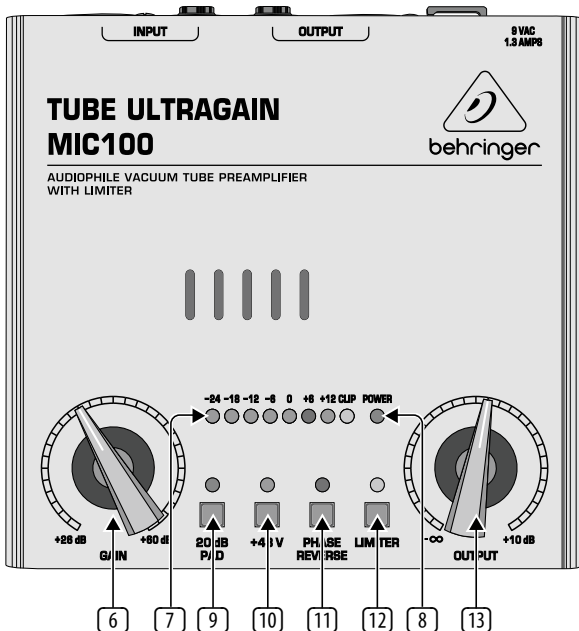 INPUT
OUTPUT
9 VAC
1.3 AMPS
TUBE ULTRAGAIN
MIC100
behringer
AUDIOPHILE VACUUM TUBE PREAMPLIFIER
WITH LIMITER
-24 -18 -12 -6 0 +6 +12 CLIP POWER
+26 dB
GAIN
+60 dB
20 dB
PAD
+48 V
PHASE
REVERSE
LIMITER
-∞
OUTPUT
+10 dB
6 7 9 10 11 12 8 13